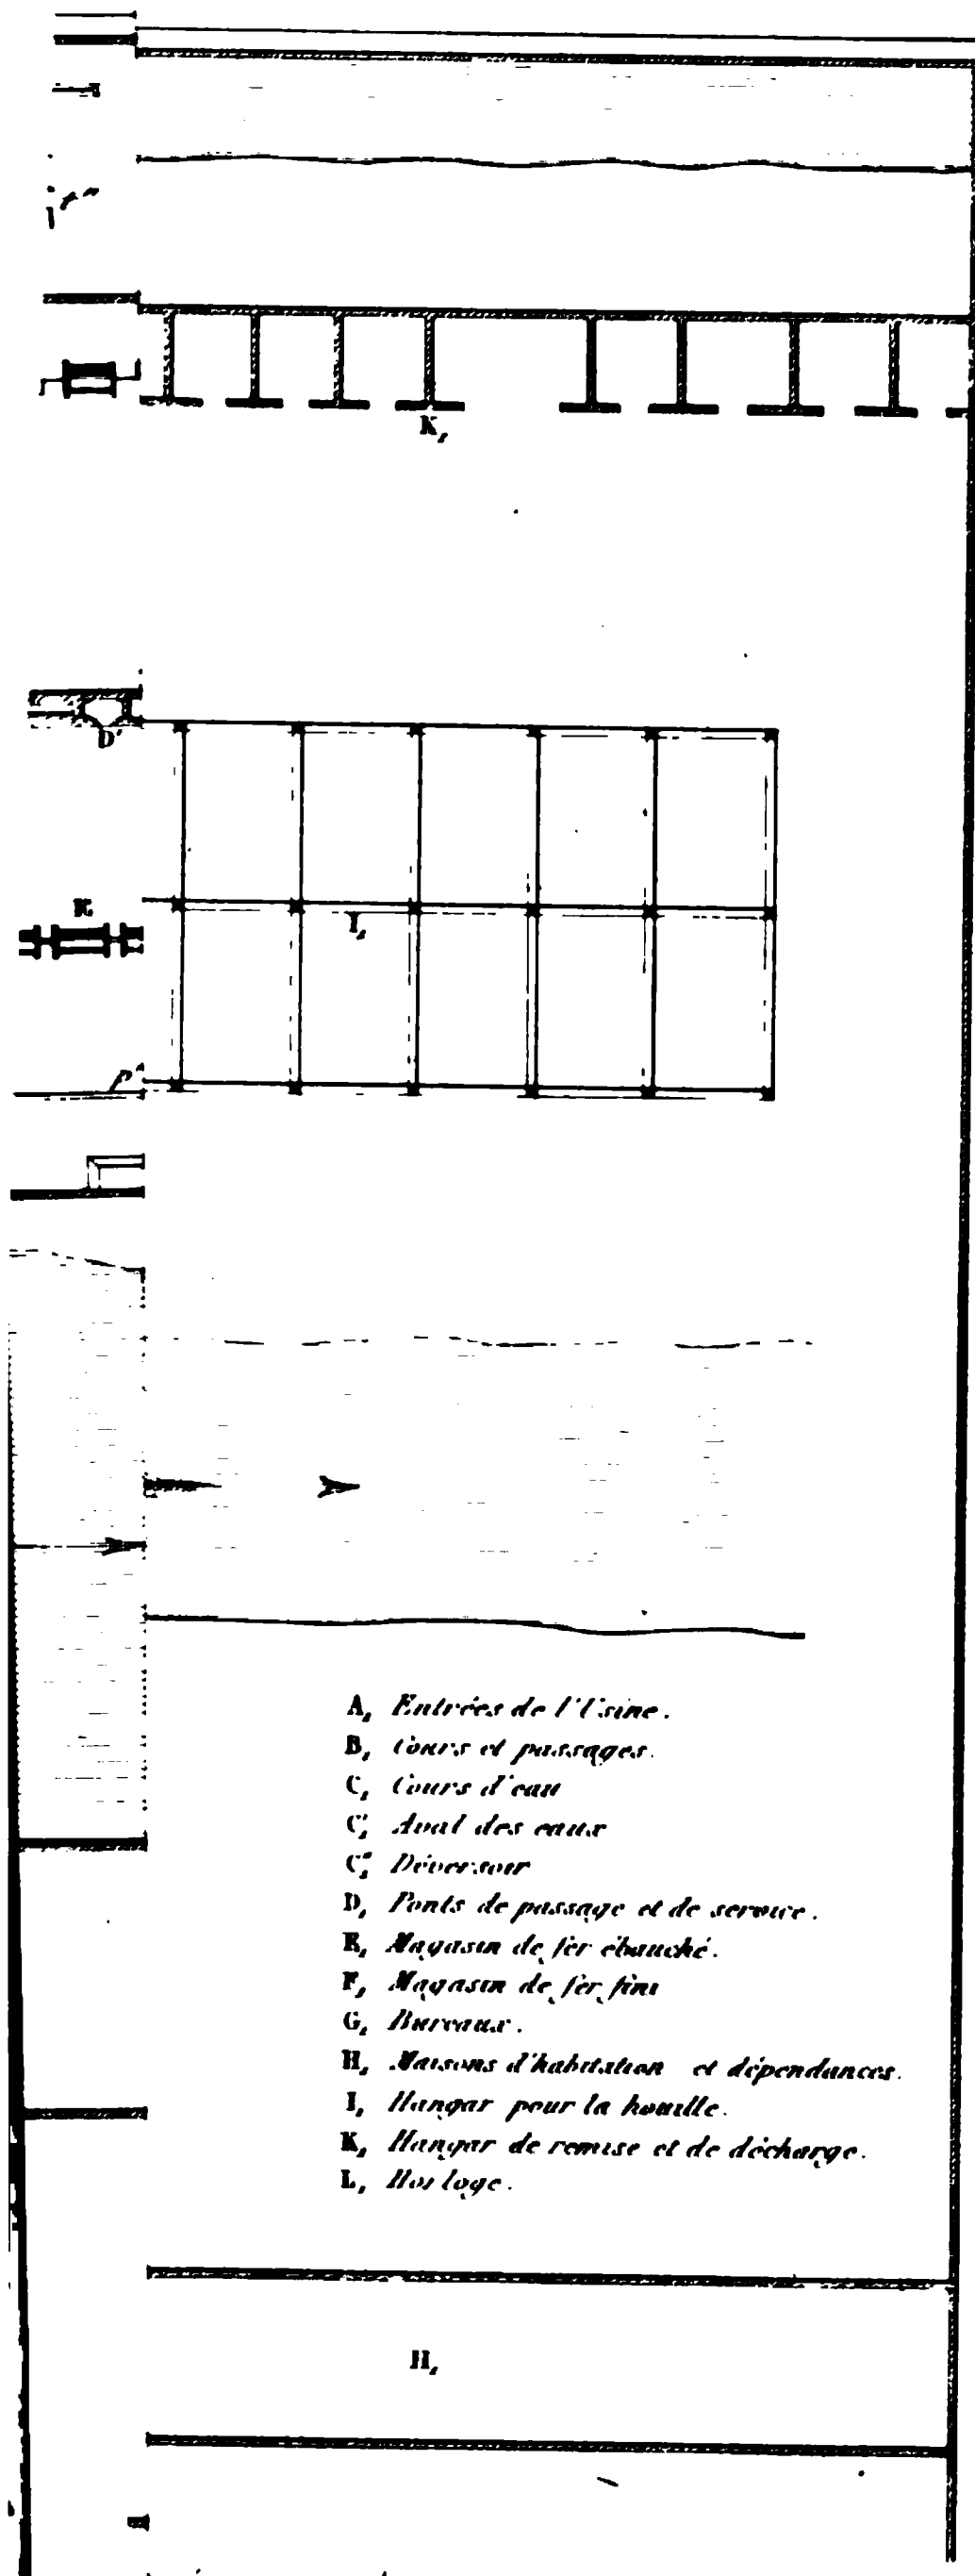 K,
D'
E
I,
A, Entrées de l'Usine.
B, Cours et passages.
C, Cours d'eau
C', Aval des eaux
C", Déversoir
D, Ponts de passage et de service.
E, Magasin de fer ébauché.
F, Magasin de fer fini
G, Bureaux.
H, Maisons d'habitation et dépendances.
I, Hangar pour la houille.
K, Hangar de remise et de décharge.
L, Horloge.
H,